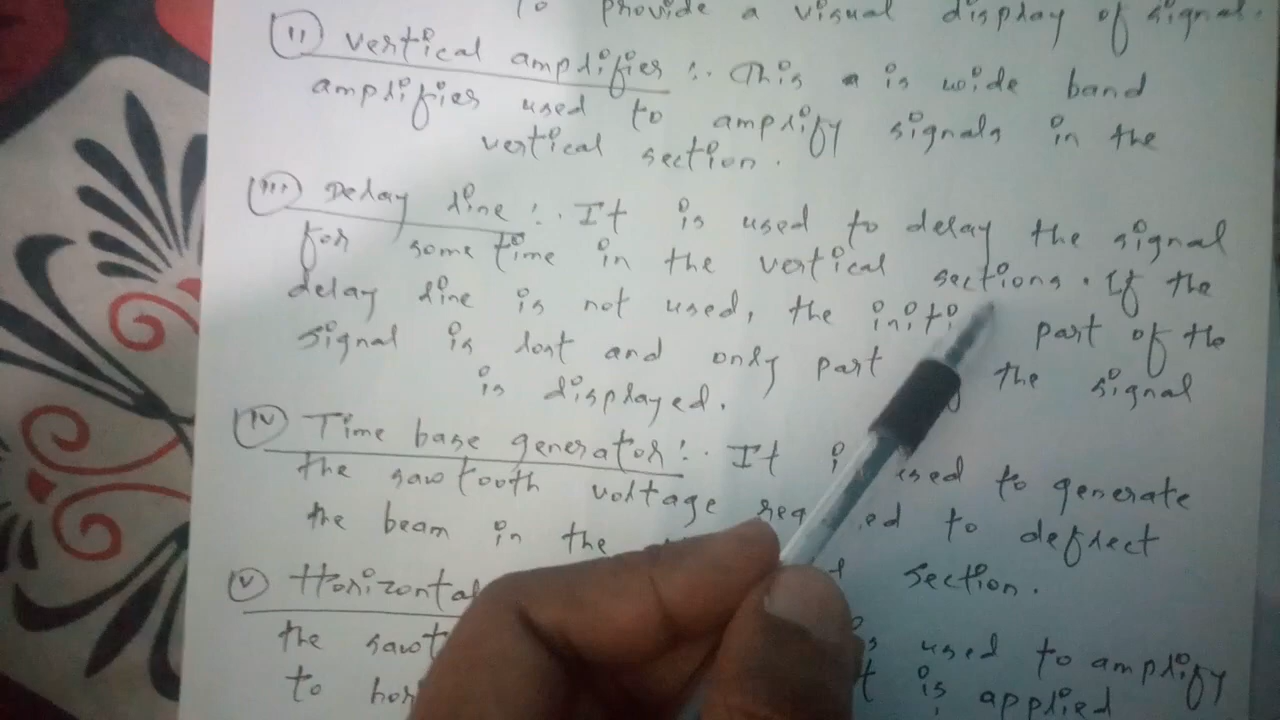 to provide a visual display of signal.
(ii) Vertical amplifier :. This is wide band
amplifier used to amplify signals in the
vertical section.
(iii) Delay line :. It is used to delay the signal
for some time in the vertical sections. If the
delay line is not used, the part of the
signal is lost and only part the signal
is displayed.
(iv) Time base generator :. It used to generate
the sawtooth voltage to deflect
the beam in the section.
(v) Horizontal used to amplify
the
to is applied